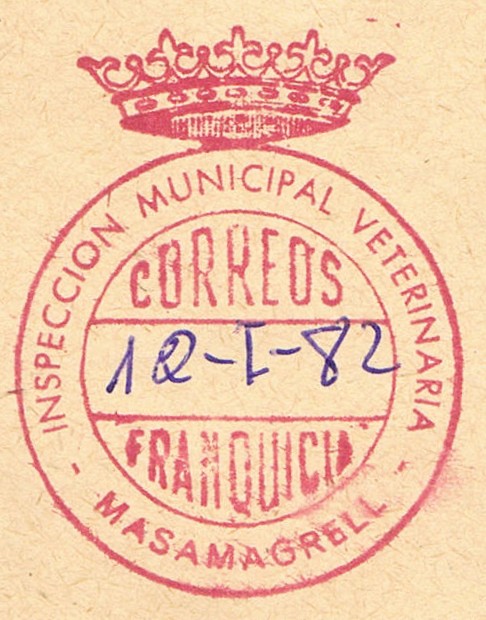 INSPECCION MUNICIPAL VETERINARIA
CORREOS
12-I-82
FRANQUICIA
- MASAMAGRELL -